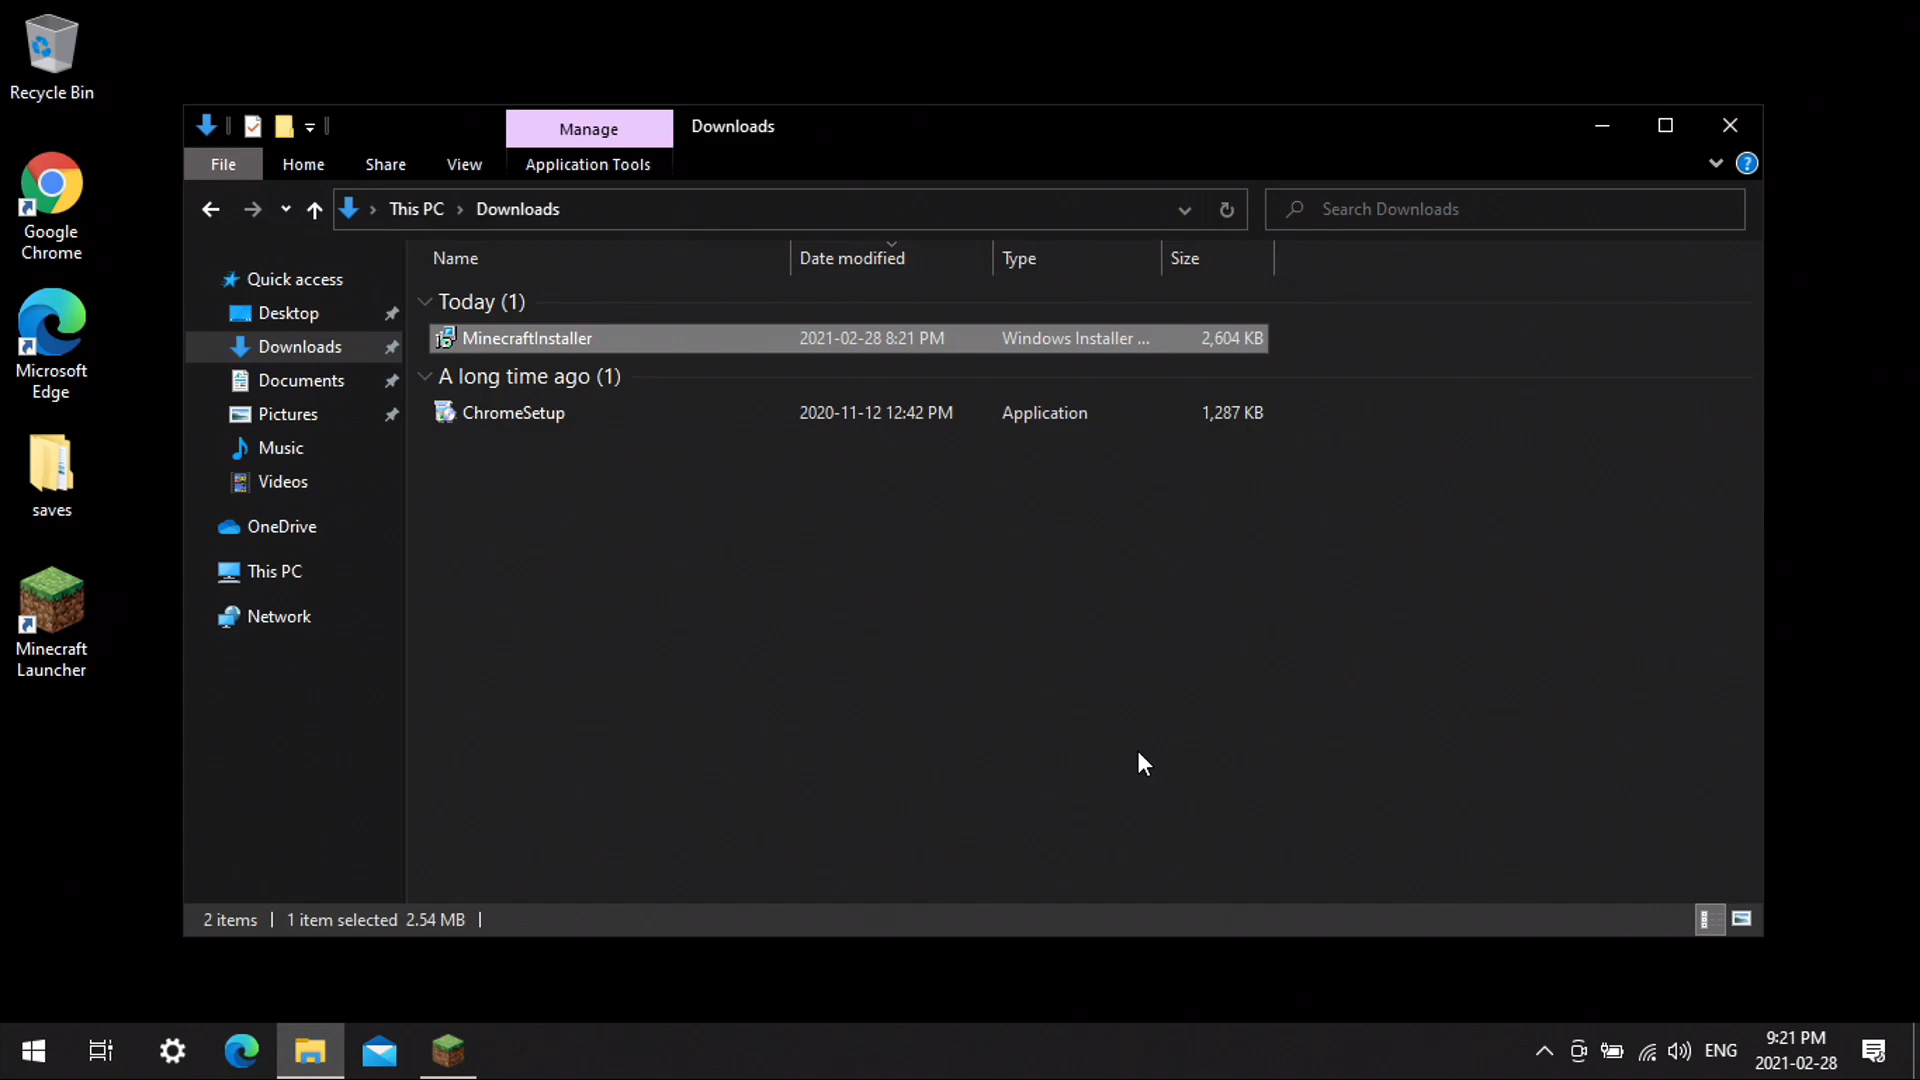 Recycle Bin
Google
Chrome
Microsoft
Edge
saves
Minecraft
Launcher
Manage
Downloads
File
Home
Share
View
Application Tools
This PC
Downloads
Search Downloads
Name
Date modified
Type
Size
Quick access
Desktop
Downloads
Documents
Pictures
Music
Videos
OneDrive
This PC
Network
Today (1)
MinecraftInstaller 2021-02-28 8:21 PM Windows Installer ... 2,604 KB
A long time ago (1)
ChromeSetup 2020-11-12 12:42 PM Application 1,287 KB
2 items
1 item selected 2.54 MB
ENG
9:21 PM
2021-02-28